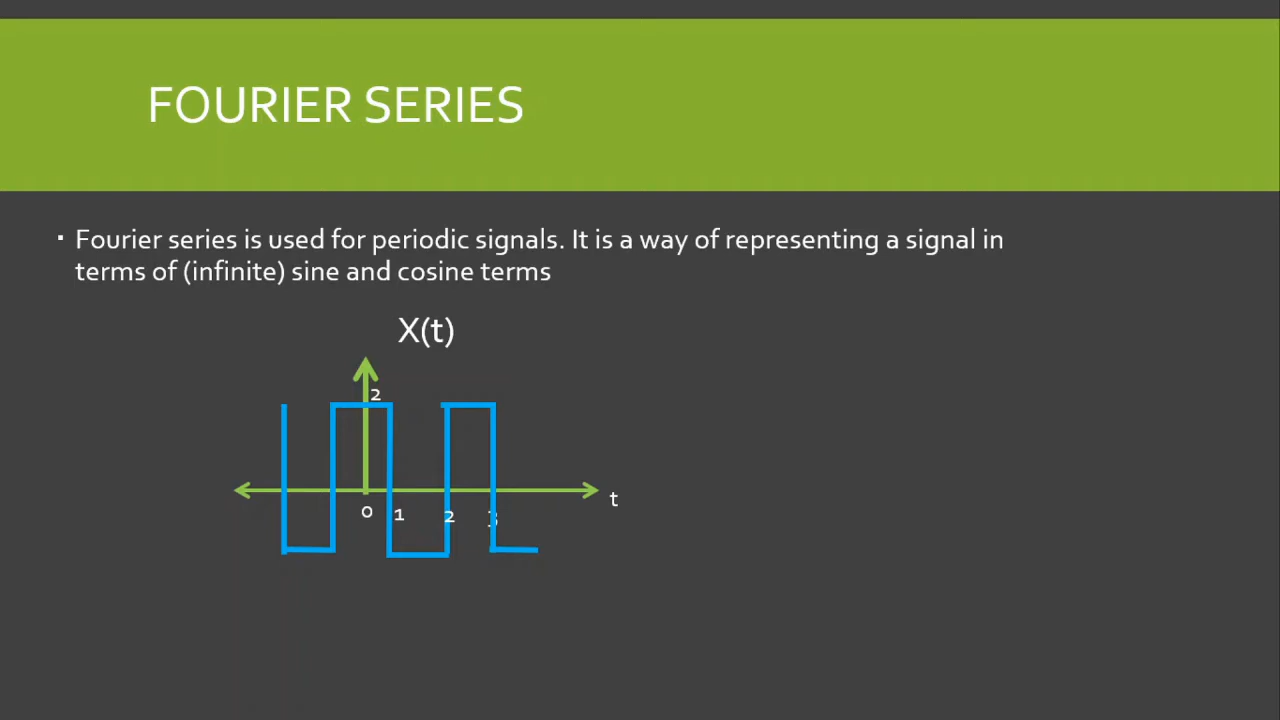 FOURIER SERIES
▪ Fourier series is used for periodic signals. It is a way of representing a signal in
terms of (infinite) sine and cosine terms
X(t)
2
0 1 2 3
t